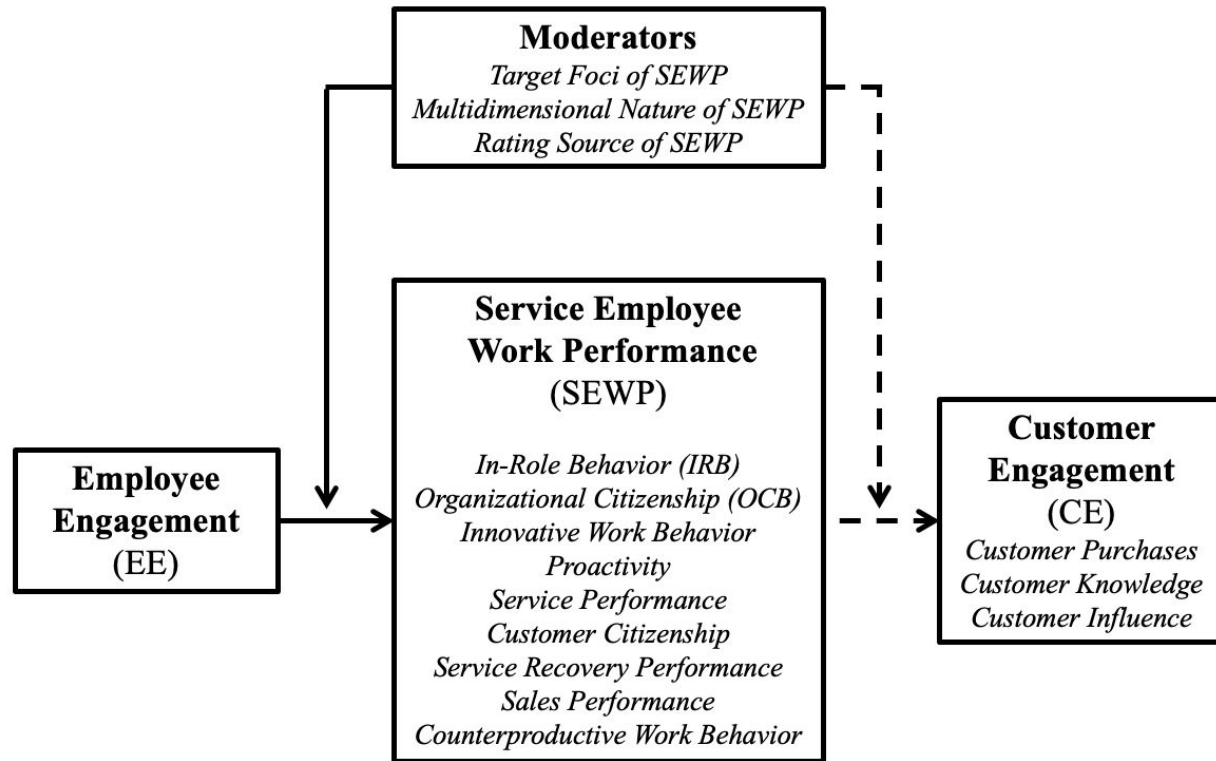 Moderators
Target Foci of SEWP
Multidimensional Nature of SEWP
Rating Source of SEWP
Service Employee
Work Performance
(SEWP)
In-Role Behavior (IRB)
Organizational Citizenship (OCB)
Innovative Work Behavior
Proactivity
Service Performance
Customer Citizenship
Service Recovery Performance
Sales Performance
Counterproductive Work Behavior
Employee
Engagement
(EE)
Customer
Engagement
(CE)
Customer Purchases
Customer Knowledge
Customer Influence